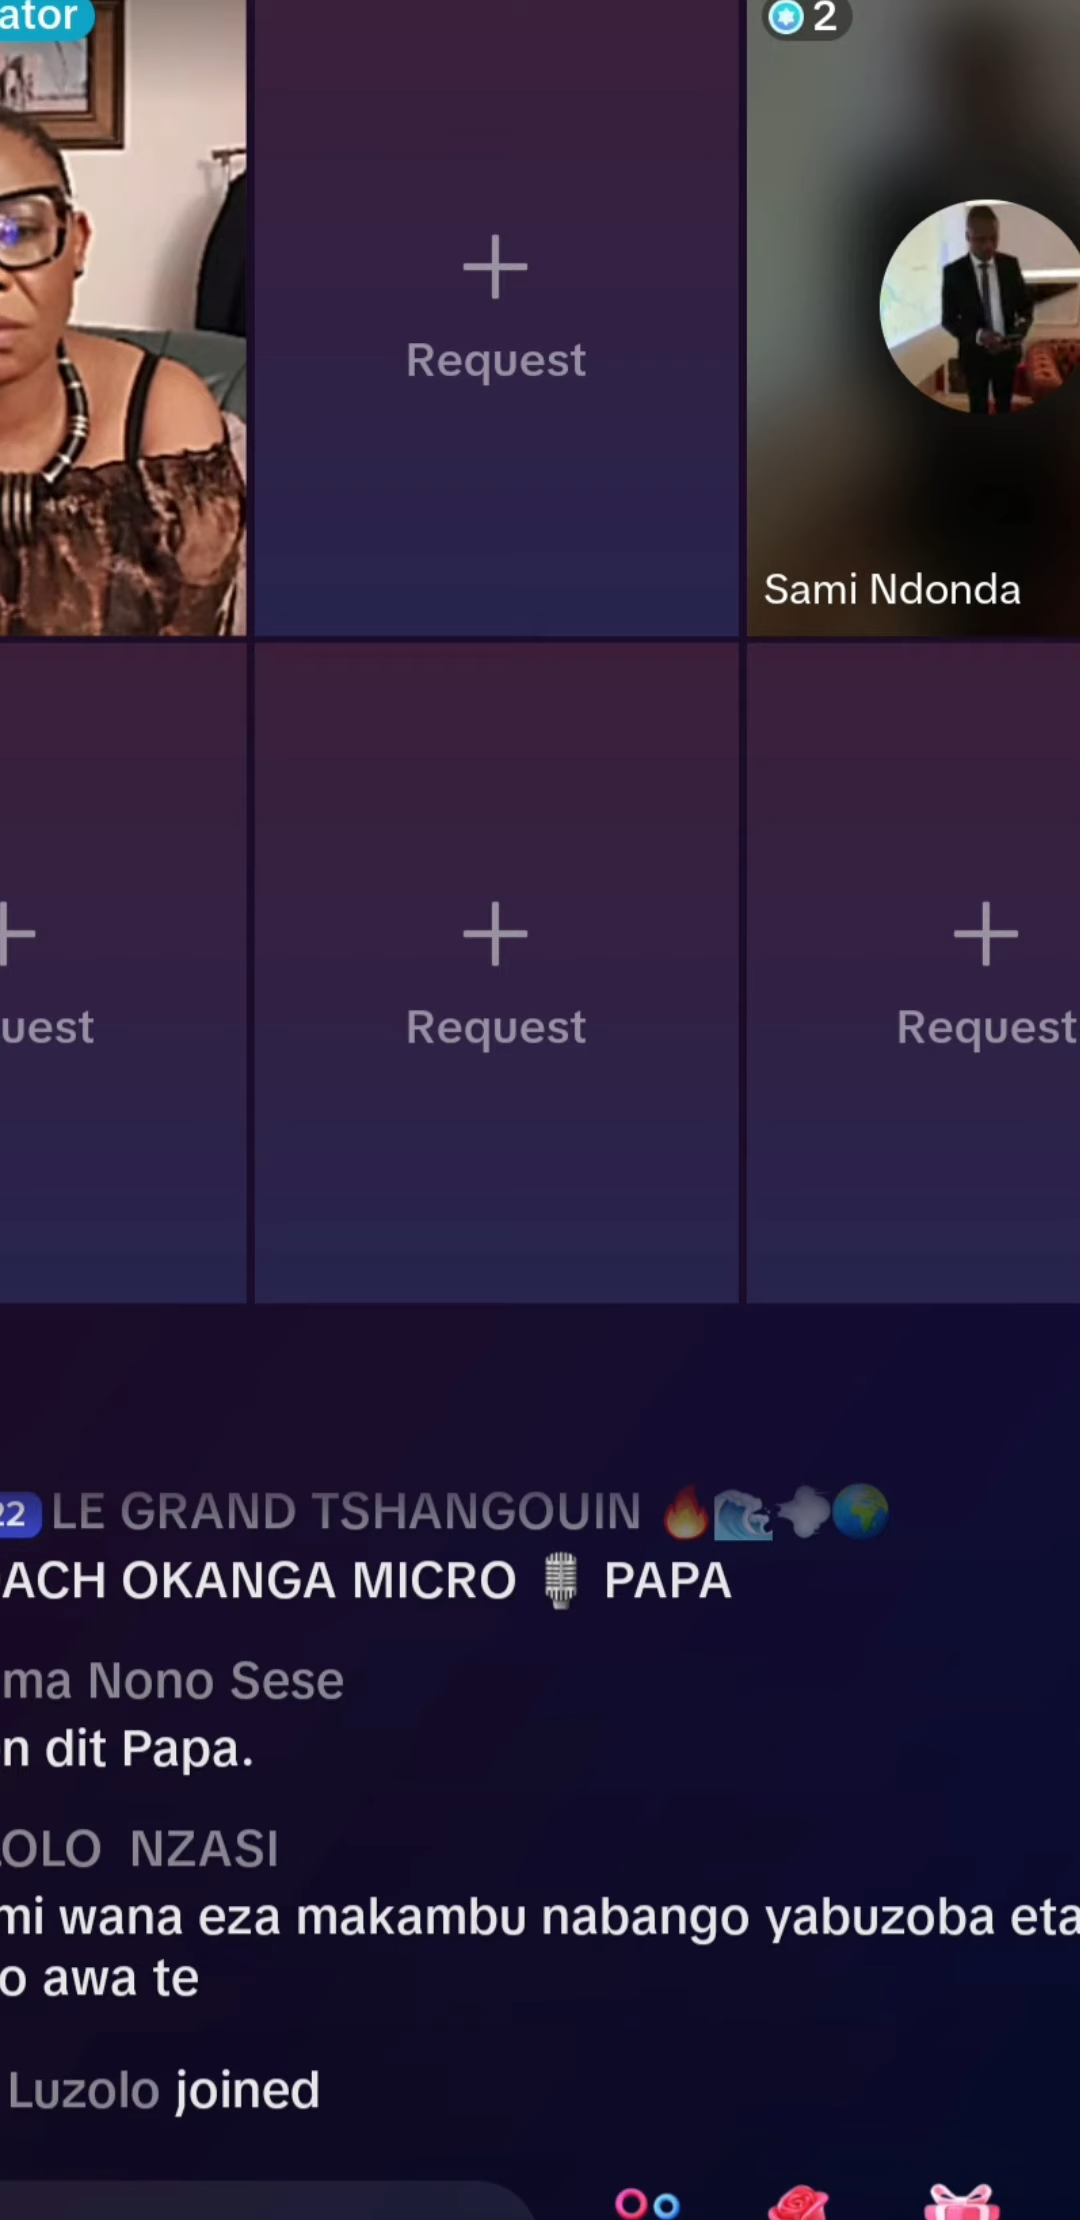 ator
2
Request
Sami Ndonda
uest
Request
Request
22 LE GRAND TSHANGOUIN 🔥🌊💨🌍
ACH OKANGA MICRO 🎙 PAPA
ma Nono Sese
n dit Papa.
OLO NZASI
mi wana eza makambu nabango yabuzoba eta
o awa te
Luzolo joined